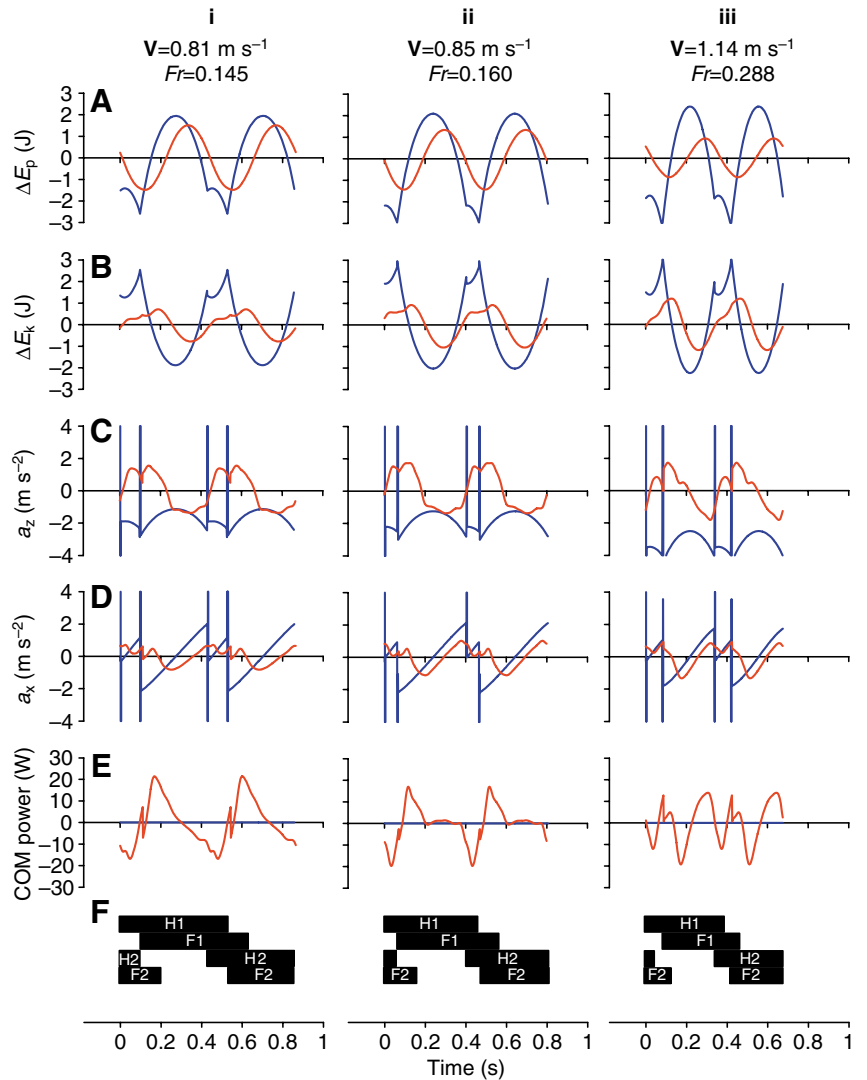 i ii iii
V=0.81 m s⁻¹ V=0.85 m s⁻¹ V=1.14 m s⁻¹
Fr=0.145 Fr=0.160 Fr=0.288
A
ΔEp (J)
3
2
1
0
–1
–2
–3
B
ΔEk (J)
3
2
1
0
–1
–2
–3
C
az (m s⁻²)
4
2
0
–2
–4
D
ax (m s⁻²)
4
2
0
–2
–4
E
COM power (W)
30
20
10
0
–10
–20
–30
F
H1 H1 H1
F1 F1 F1
H2 H2 H2 H2
F2 F2 F2 F2 F2 F2
0 0.2 0.4 0.6 0.8 1 0 0.2 0.4 0.6 0.8 1 0 0.2 0.4 0.6 0.8 1
Time (s)